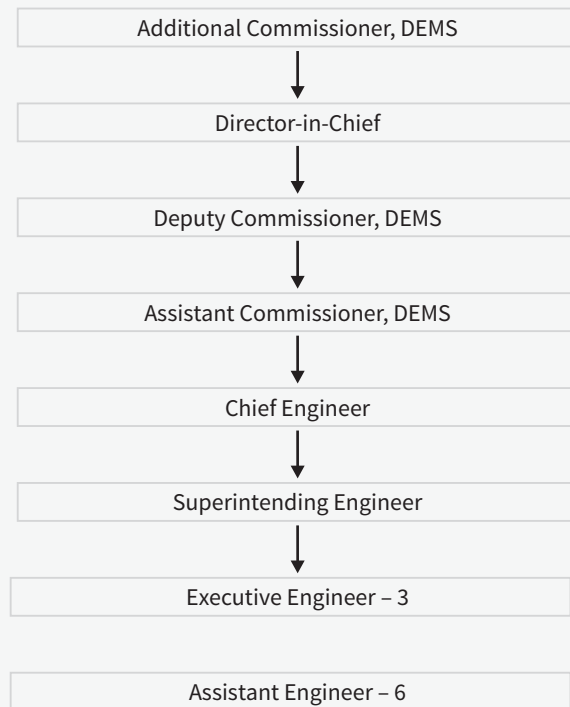 Additional Commissioner, DEMS
Director-in-Chief
Deputy Commissioner, DEMS
Assistant Commissioner, DEMS
Chief Engineer
Superintending Engineer
Executive Engineer – 3
Assistant Engineer – 6